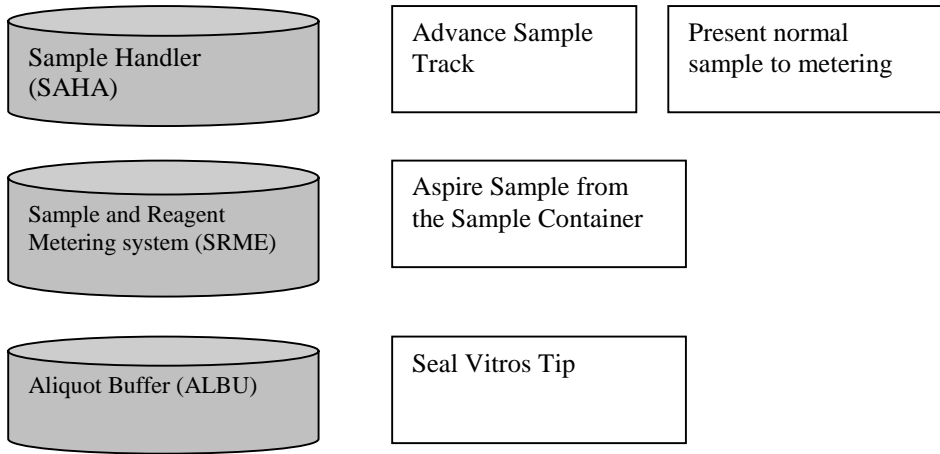 Sample Handler
(SAHA)
Advance Sample
Track
Present normal
sample to metering
Sample and Reagent
Metering system (SRME)
Aspire Sample from
the Sample Container
Aliquot Buffer (ALBU)
Seal Vitros Tip